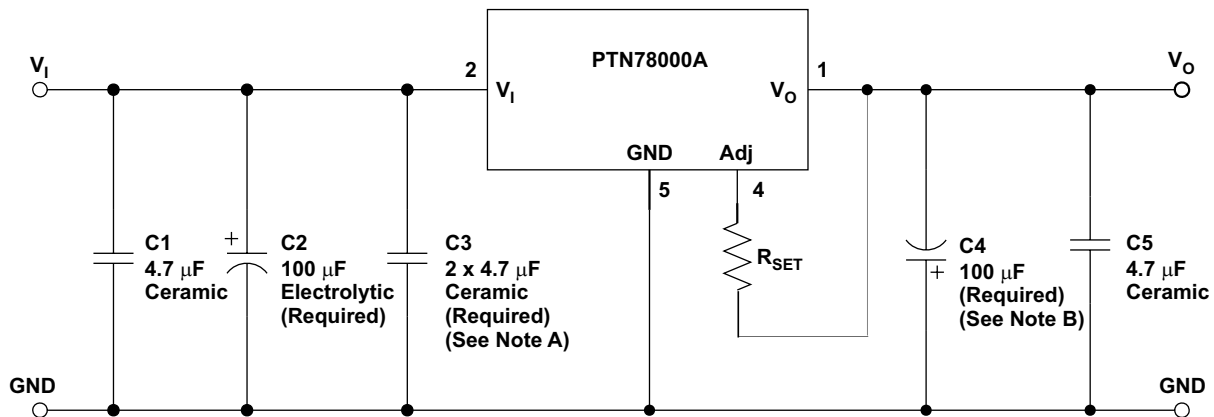 PTN78000A
V_I
2
V_I
V_O
1
V_O
GND
Adj
5
4
C1
4.7 μF
Ceramic
+
C2
100 μF
Electrolytic
(Required)
C3
2 x 4.7 μF
Ceramic
(Required)
(See Note A)
R_SET
C4
100 μF
+
(Required)
(See Note B)
C5
4.7 μF
Ceramic
GND
GND